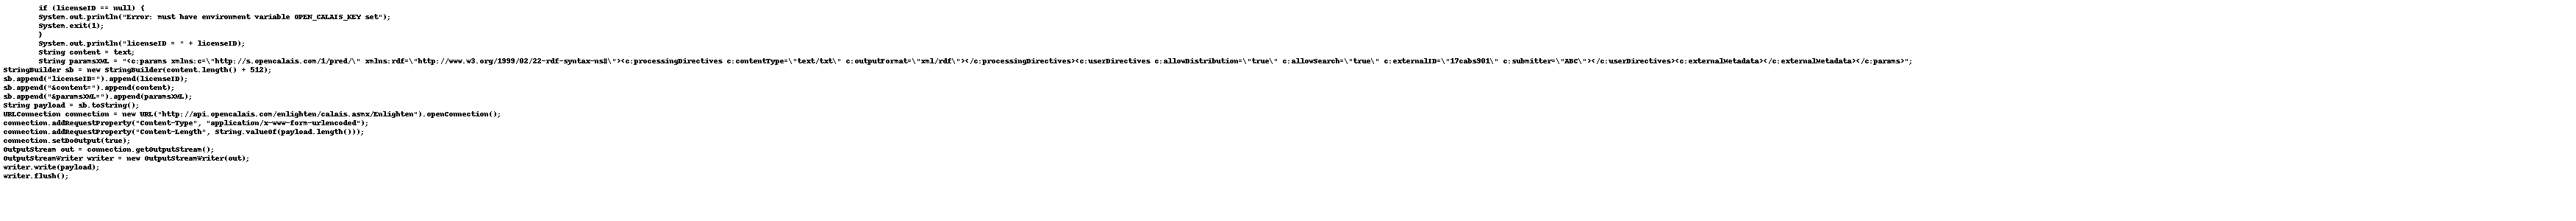 if (licenseID == null) {
System.out.println("Error: must have environment variable OPEN_CALAIS_KEY set");
System.exit(1);
}
System.out.println("licenseID = " + licenseID);
String content = text;
String paramsXML = "<c:params xmlns:c=\"http://s.opencalais.com/1/pred/\" xmlns:rdf=\"http://www.w3.org/1999/02/22-rdf-syntax-ns#\"><c:processingDirectives c:contentType=\"text/txt\" c:outputFormat=\"xml/rdf\"></c:processingDirectives><c:userDirectives c:allowDistribution=\"true\" c:allowSearch=\"true\" c:externalID=\"17cabs901\" c:submitter=\"ABC\"></c:userDirectives><c:externalMetadata></c:externalMetadata></c:params>";
StringBuilder sb = new StringBuilder(content.length() + 512);
sb.append("licenseID=").append(licenseID);
sb.append("&content=").append(content);
sb.append("&paramsXML=").append(paramsXML);
String payload = sb.toString();
URLConnection connection = new URL("http://api.opencalais.com/enlighten/calais.asmx/Enlighten").openConnection();
connection.addRequestProperty("Content-Type", "application/x-www-form-urlencoded");
connection.addRequestProperty("Content-Length", String.valueOf(payload.length()));
connection.setDoOutput(true);
OutputStream out = connection.getOutputStream();
OutputStreamWriter writer = new OutputStreamWriter(out);
writer.write(payload);
writer.flush();